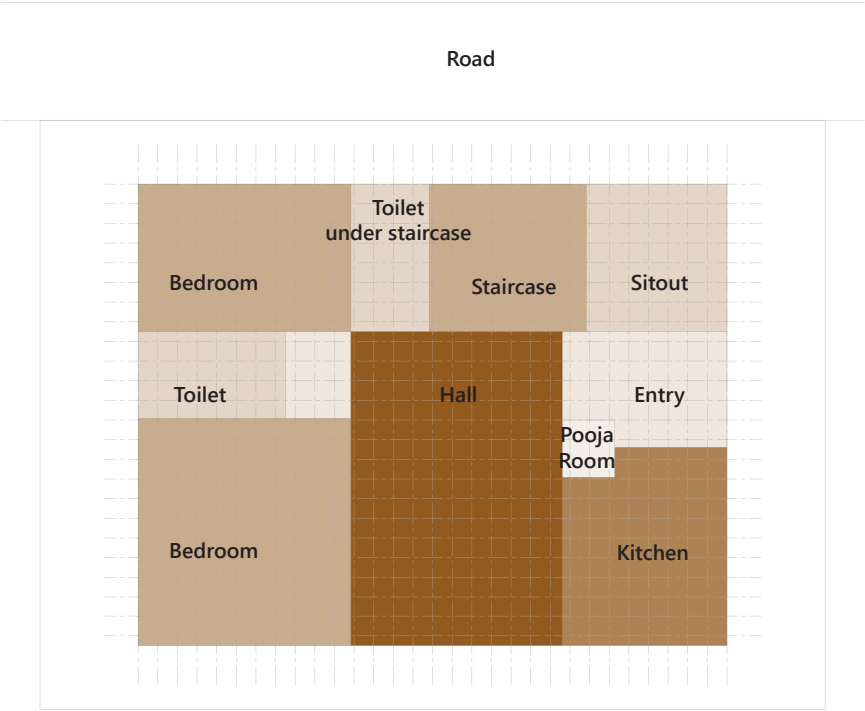 Road
Toilet
under staircase
Bedroom
Staircase
Sitout
Toilet
Hall
Entry
Pooja
Room
Bedroom
Kitchen